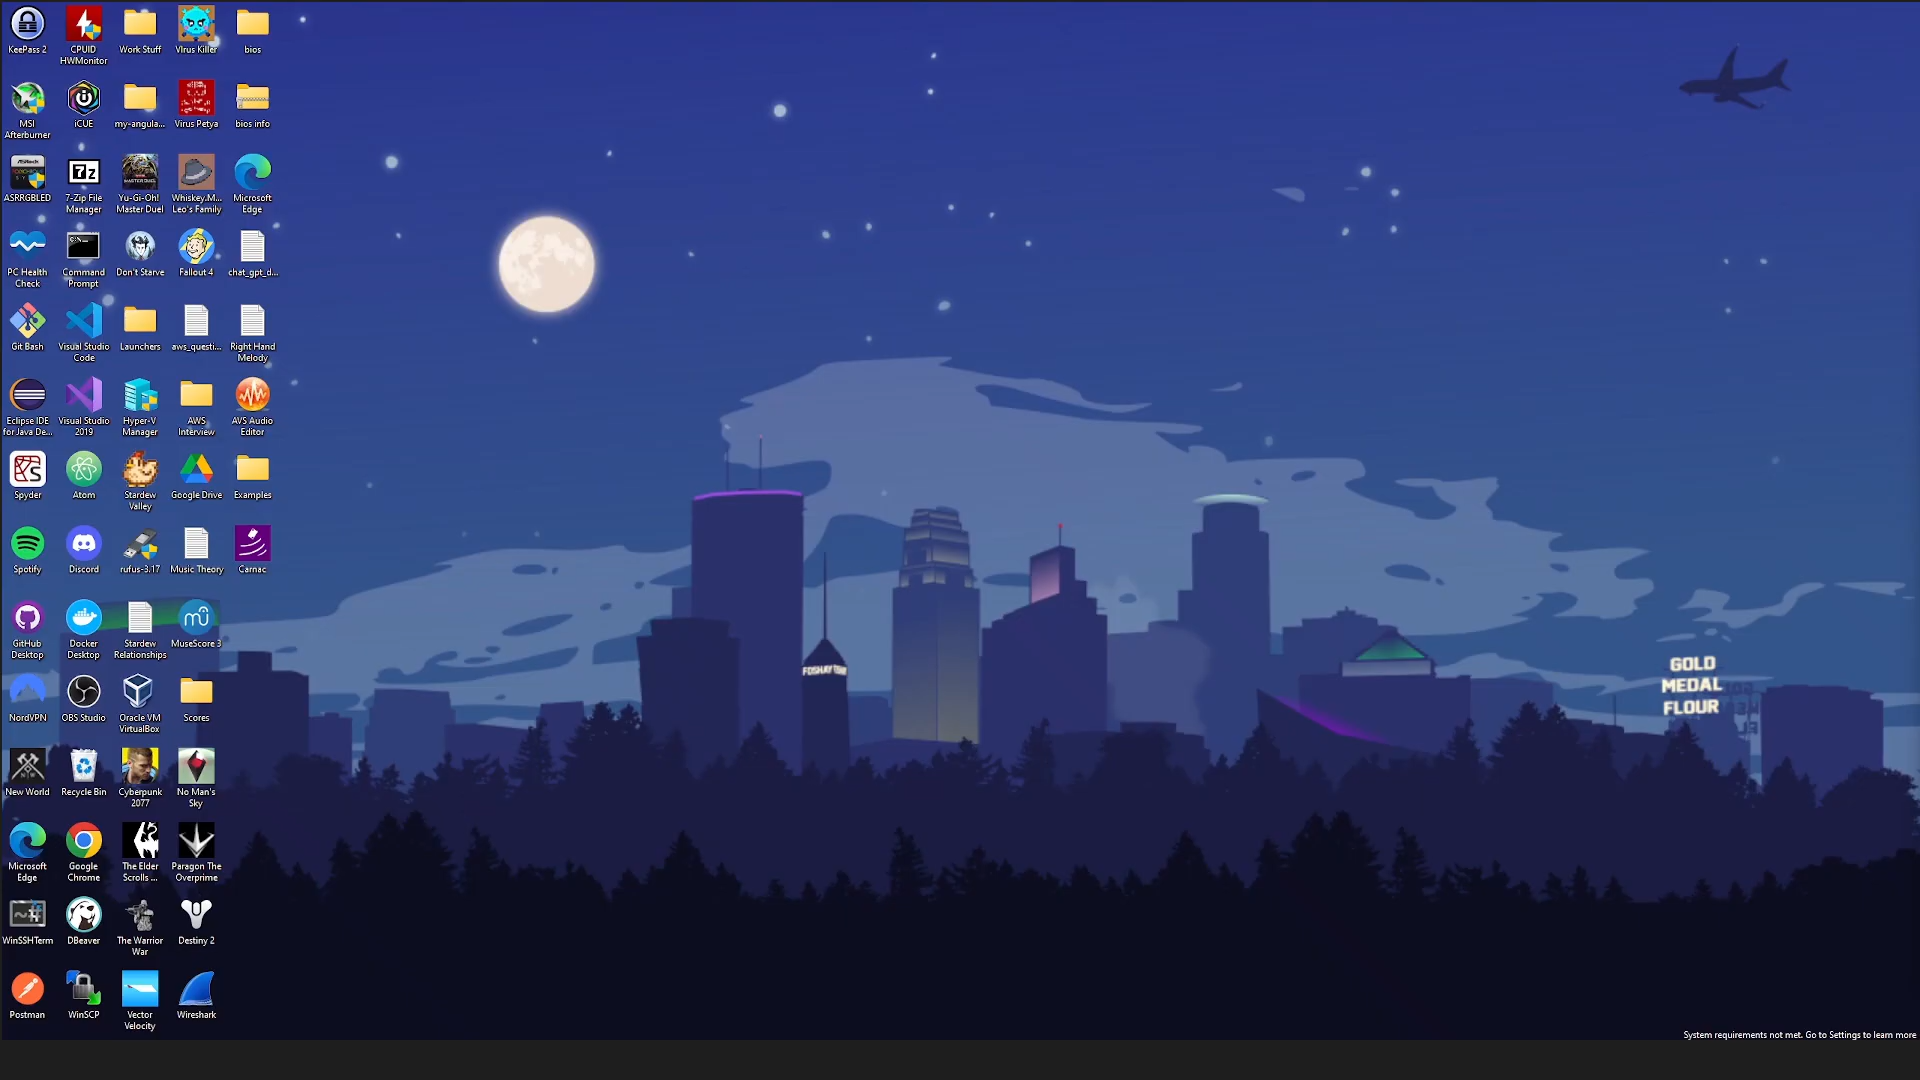 KeePass 2
CPUID
HWMonitor
Work Stuff
VIrus Killer
bios
MSI
Afterburner
iCUE
my-angula...
Virus Petya
bios info
ASRRGBLED
7-Zip File
Manager
Yu-Gi-Oh!
Master Duel
Whiskey.M...
Leo's Family
Microsoft
Edge
PC Health
Check
Command
Prompt
Don't Starve
Fallout 4
chat_gpt_d...
Git Bash
Visual Studio
Code
Launchers
aws_questi...
Right Hand
Melody
Eclipse IDE
for Java De...
Visual Studio
2019
Hyper-V
Manager
AWS
Interview
AVS Audio
Editor
Spyder
Atom
Stardew
Valley
Google Drive
Examples
Spotify
Discord
rufus-3.17
Music Theory
Carnac
GitHub
Desktop
Docker
Desktop
Stardew
Relationships
MuseScore 3
NordVPN
OBS Studio
Oracle VM
VirtualBox
Scores
New World
Recycle Bin
Cyberpunk
2077
No Man's
Sky
Microsoft
Edge
Google
Chrome
The Elder
Scrolls ...
Paragon The
Overprime
WinSSHTerm
DBeaver
The Warrior
War
Destiny 2
Postman
WinSCP
Vector
Velocity
Wireshark
FOSHAY
GOLD
MEDAL
FLOUR
System requirements not met. Go to Settings to learn more